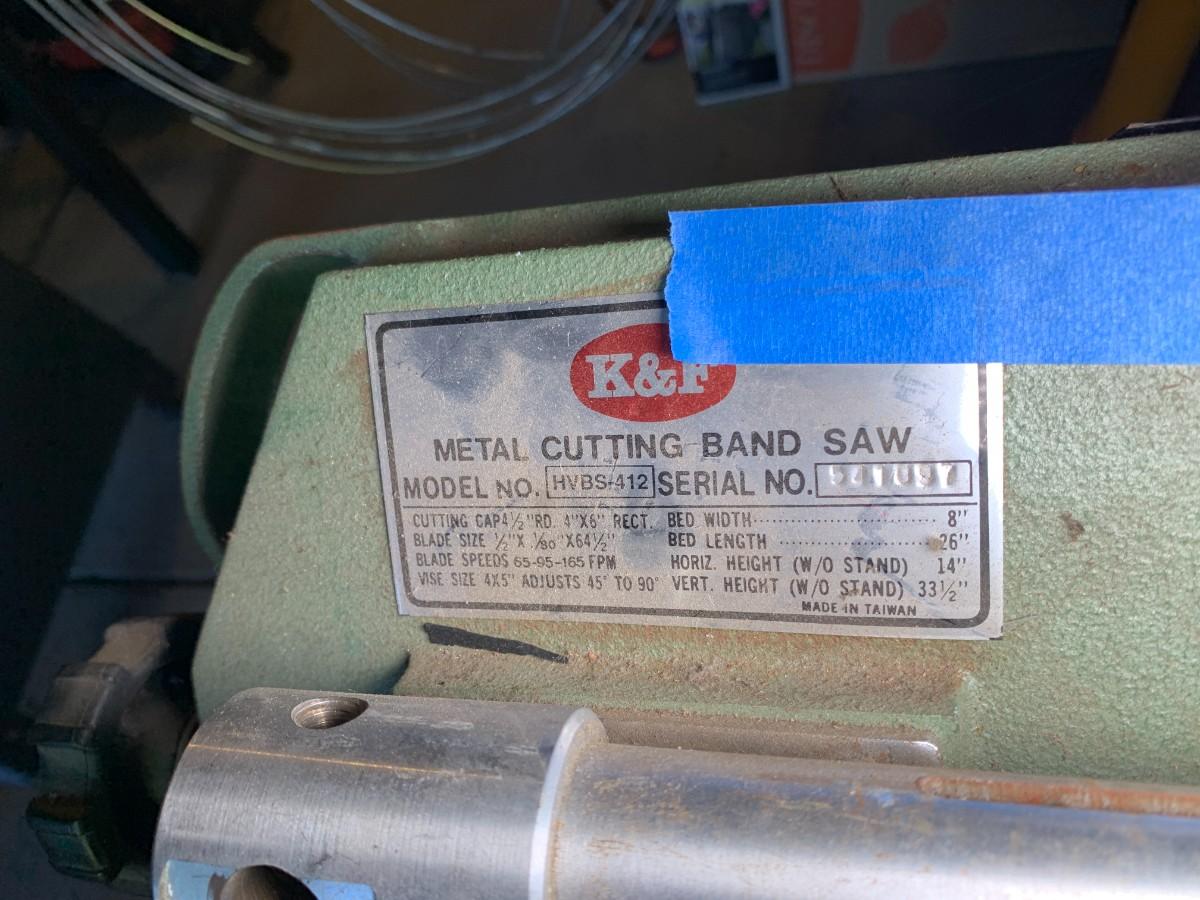 K&F
METAL CUTTING BAND SAW
MODEL NO. HVBS-412 SERIAL NO.
CUTTING CAP 4½"RD. 4"X6" RECT. BED WIDTH 8"
BLADE SIZE ½"X 1/80"X64½" BED LENGTH 26"
BLADE SPEEDS 65-95-165 FPM HORIZ. HEIGHT (W/O STAND) 14"
VISE SIZE 4X5" ADJUSTS 45° TO 90° VERT. HEIGHT (W/O STAND) 33½"
MADE IN TAIWAN